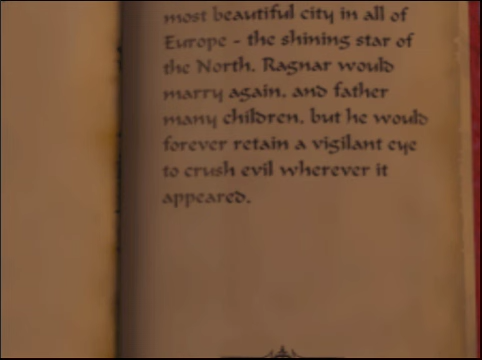 most beautiful city in all of
Europe - the shining star of
the North. Ragnar would
marry again, and father
many children, but he would
forever retain a vigilant eye
to crush evil wherever it
appeared.